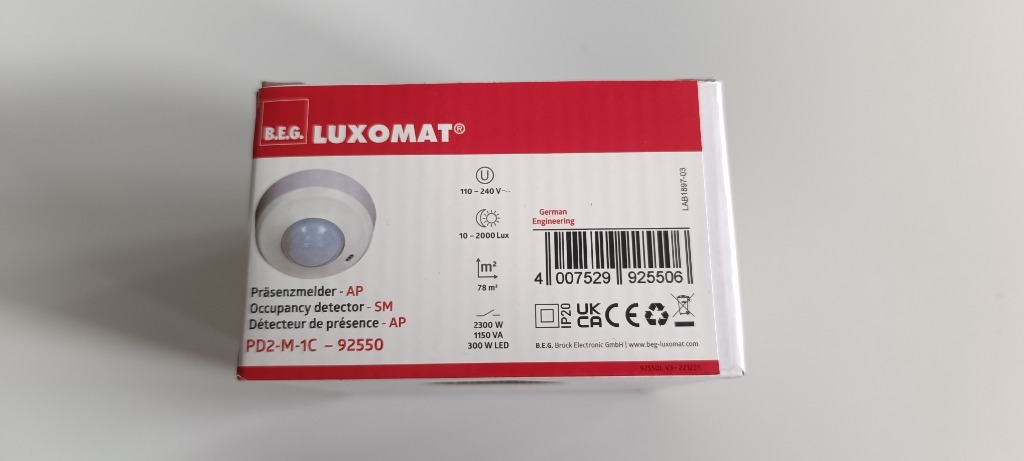 B.E.G. LUXOMAT®
Präsenzmelder - AP
Occupancy detector - SM
Détecteur de présence - AP
PD2-M-1C – 92550
U
110 – 240 V~
10 – 2000 Lux
m²
78 m²
2300 W
1150 VA
300 W LED
German
Engineering
LAB1897-03
4 007529 925506
IP20
UK
CA
CE
B.E.G. Brück Electronic GmbH | www.beg-luxomat.com